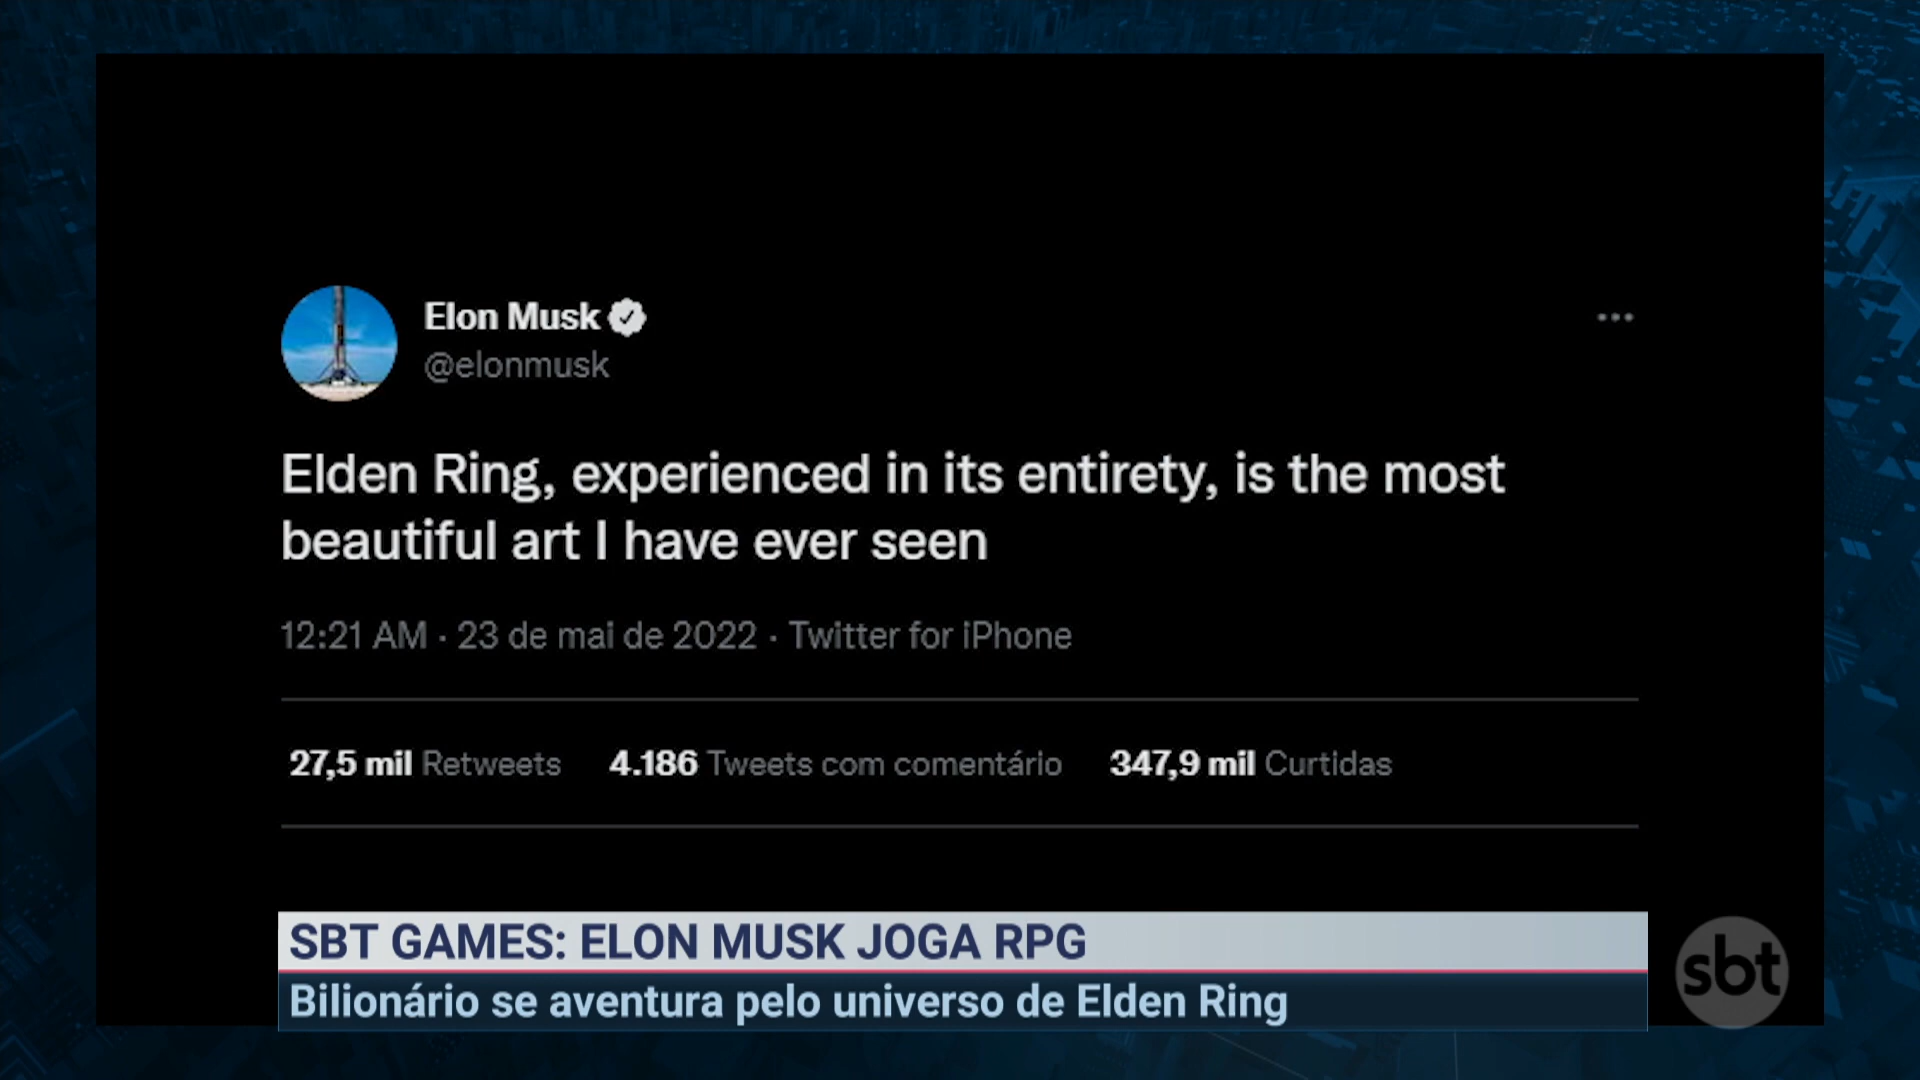 Elon Musk
@elonmusk
Elden Ring, experienced in its entirety, is the most
beautiful art I have ever seen
12:21 AM · 23 de mai de 2022 · Twitter for iPhone
27,5 mil Retweets 4.186 Tweets com comentário 347,9 mil Curtidas
SBT GAMES: ELON MUSK JOGA RPG
Bilionário se aventura pelo universo de Elden Ring
sbt